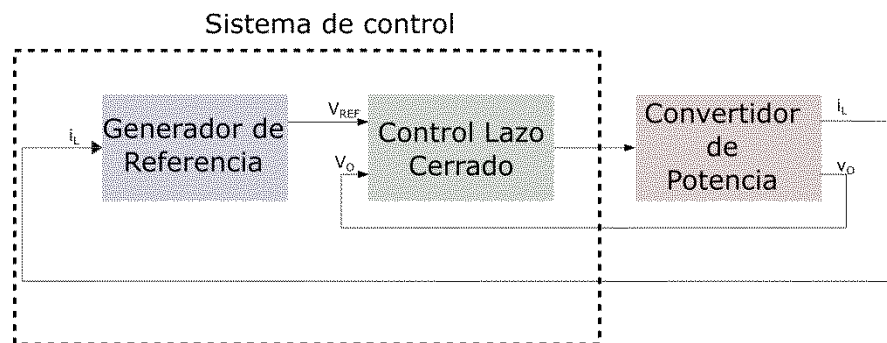 Sistema de control
Generador de
Referencia
Control Lazo
Cerrado
Convertidor
de
Potencia
i_L
V_REF
V_O
i_L
v_O